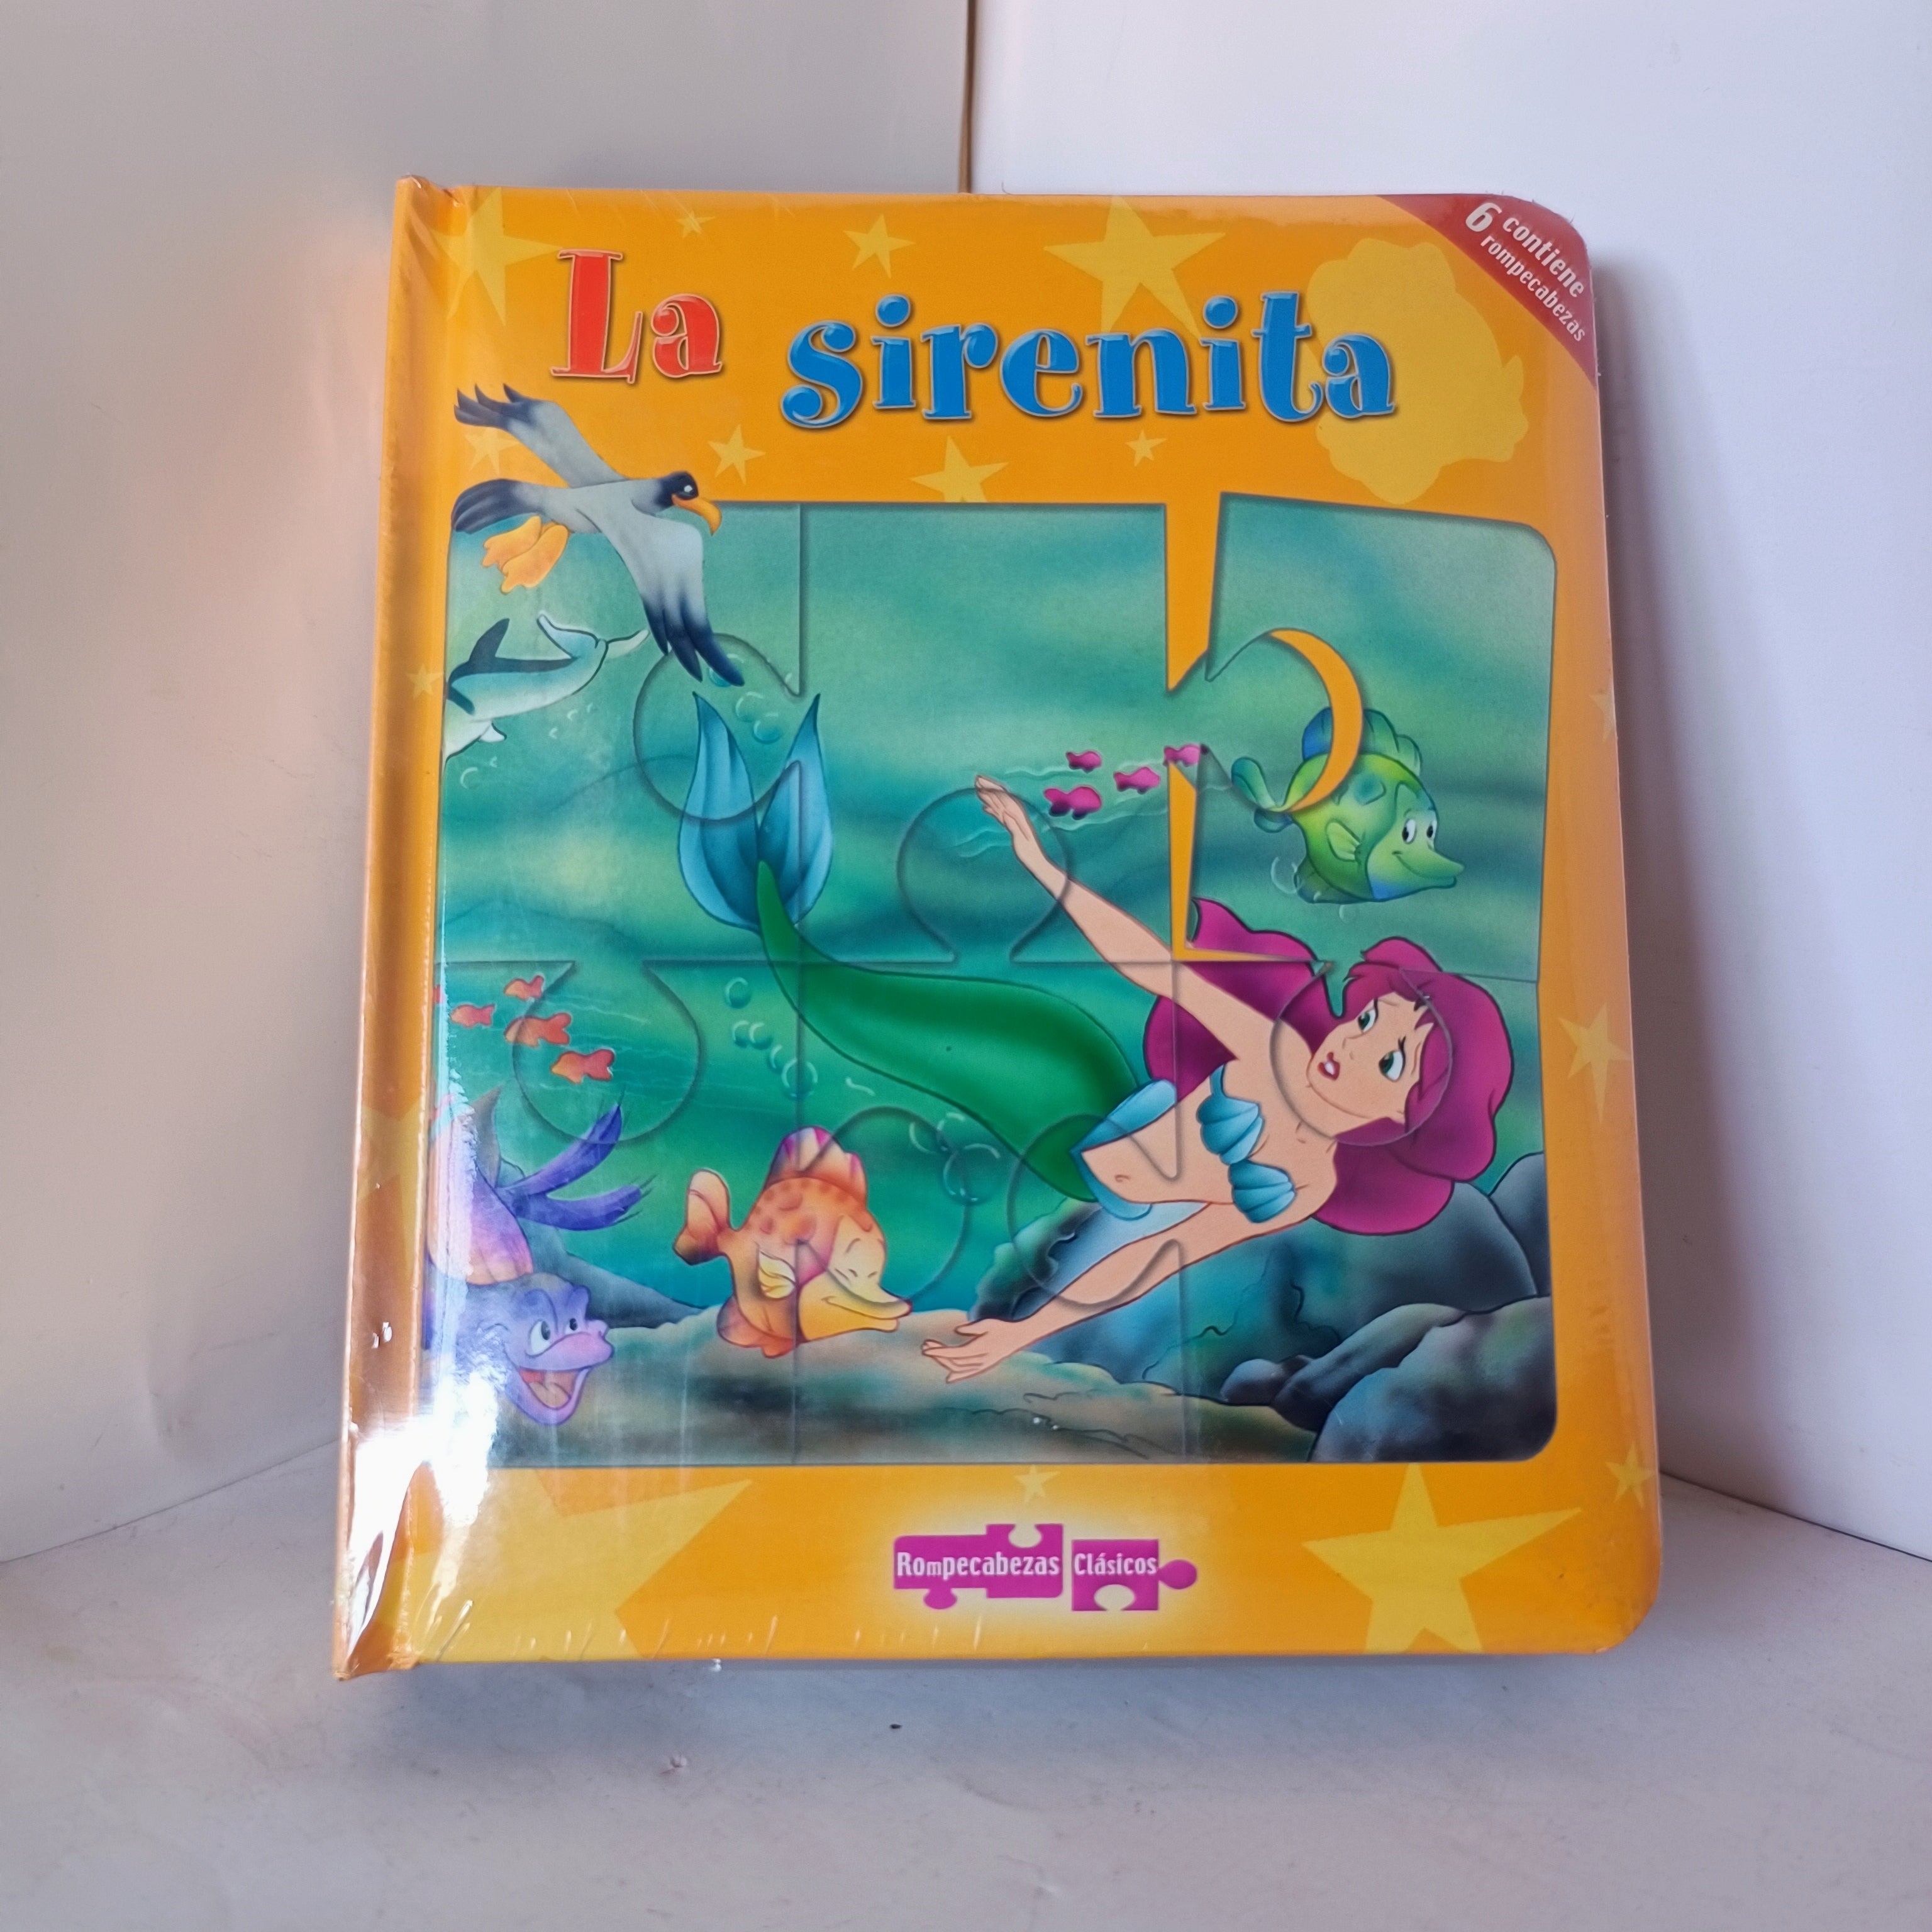 La sirenita
6 contiene
rompecabezas
Rompecabezas Clásicos